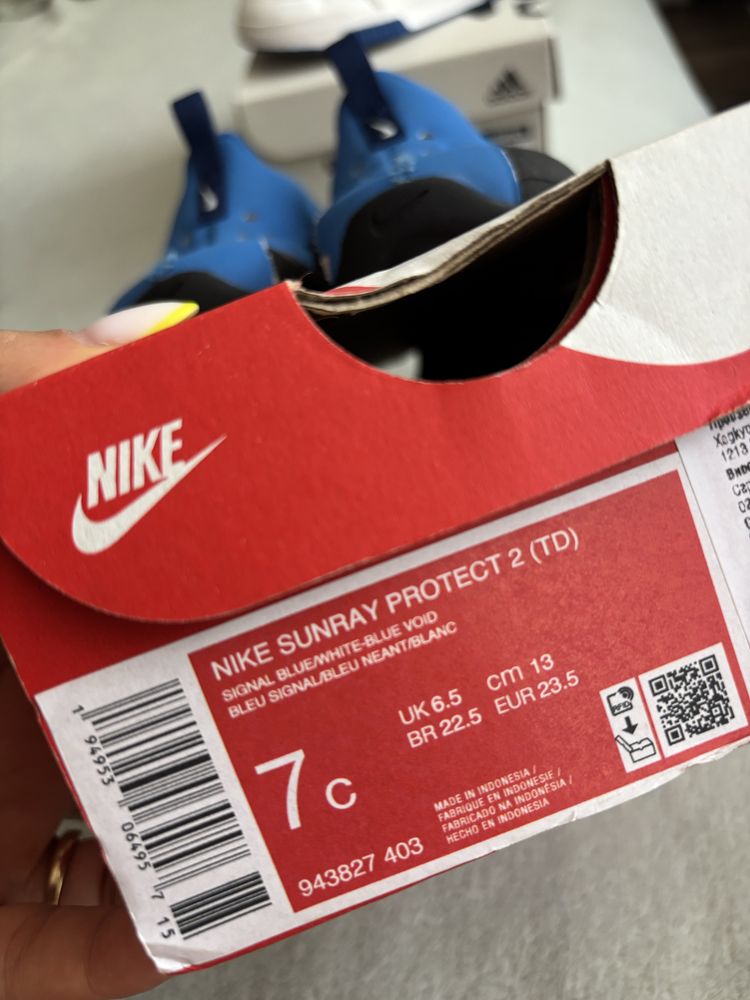 NIKE
NIKE SUNRAY PROTECT 2 (TD)
SIGNAL BLUE/WHITE-BLUE VOID
BLEU SIGNAL/BLEU NEANT/BLANC
UK 6.5 cm 13
BR 22.5 EUR 23.5
7 C
MADE IN INDONESIA /
FABRIQUE EN INDONESIE /
FABRICADO NA INDONÉSIA /
HECHO EN INDONESIA
943827 403
1 94953 06495 7 15
1213